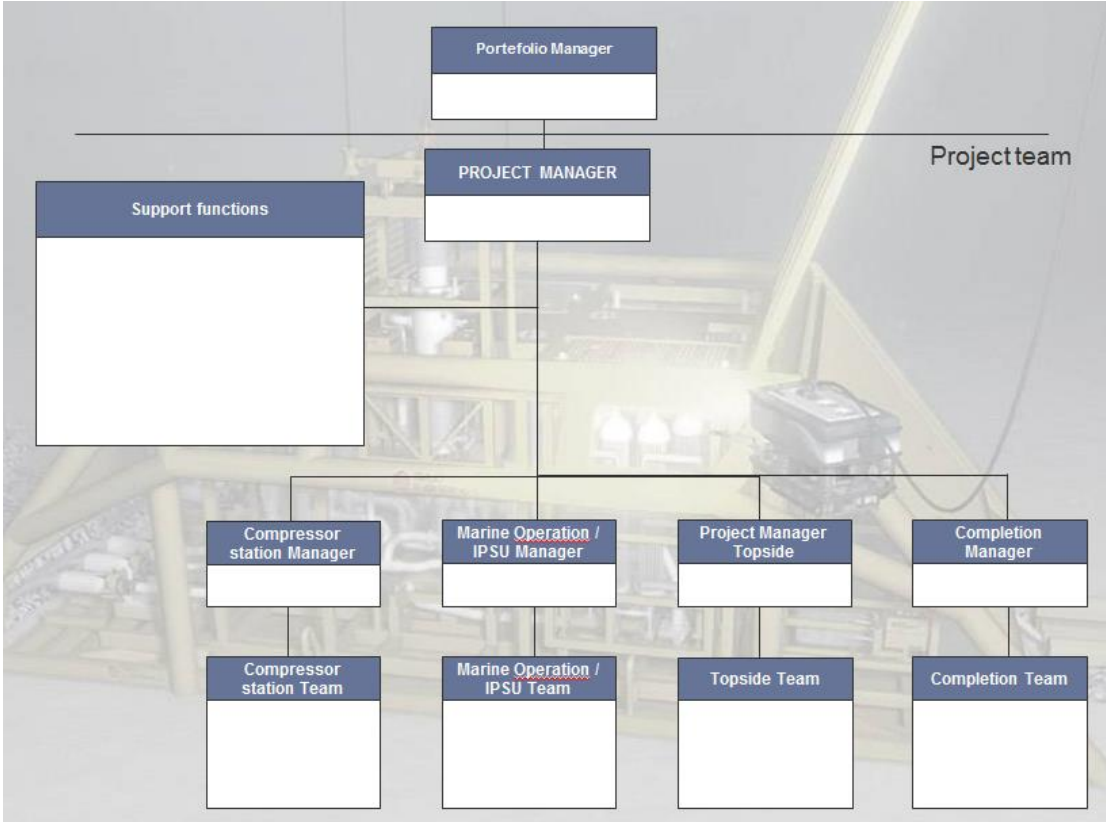 Portefolio Manager
Project team
PROJECT MANAGER
Support functions
Compressor
station Manager
Marine Operation /
IPSU Manager
Project Manager
Topside
Completion
Manager
Compressor
station Team
Marine Operation /
IPSU Team
Topside Team
Completion Team